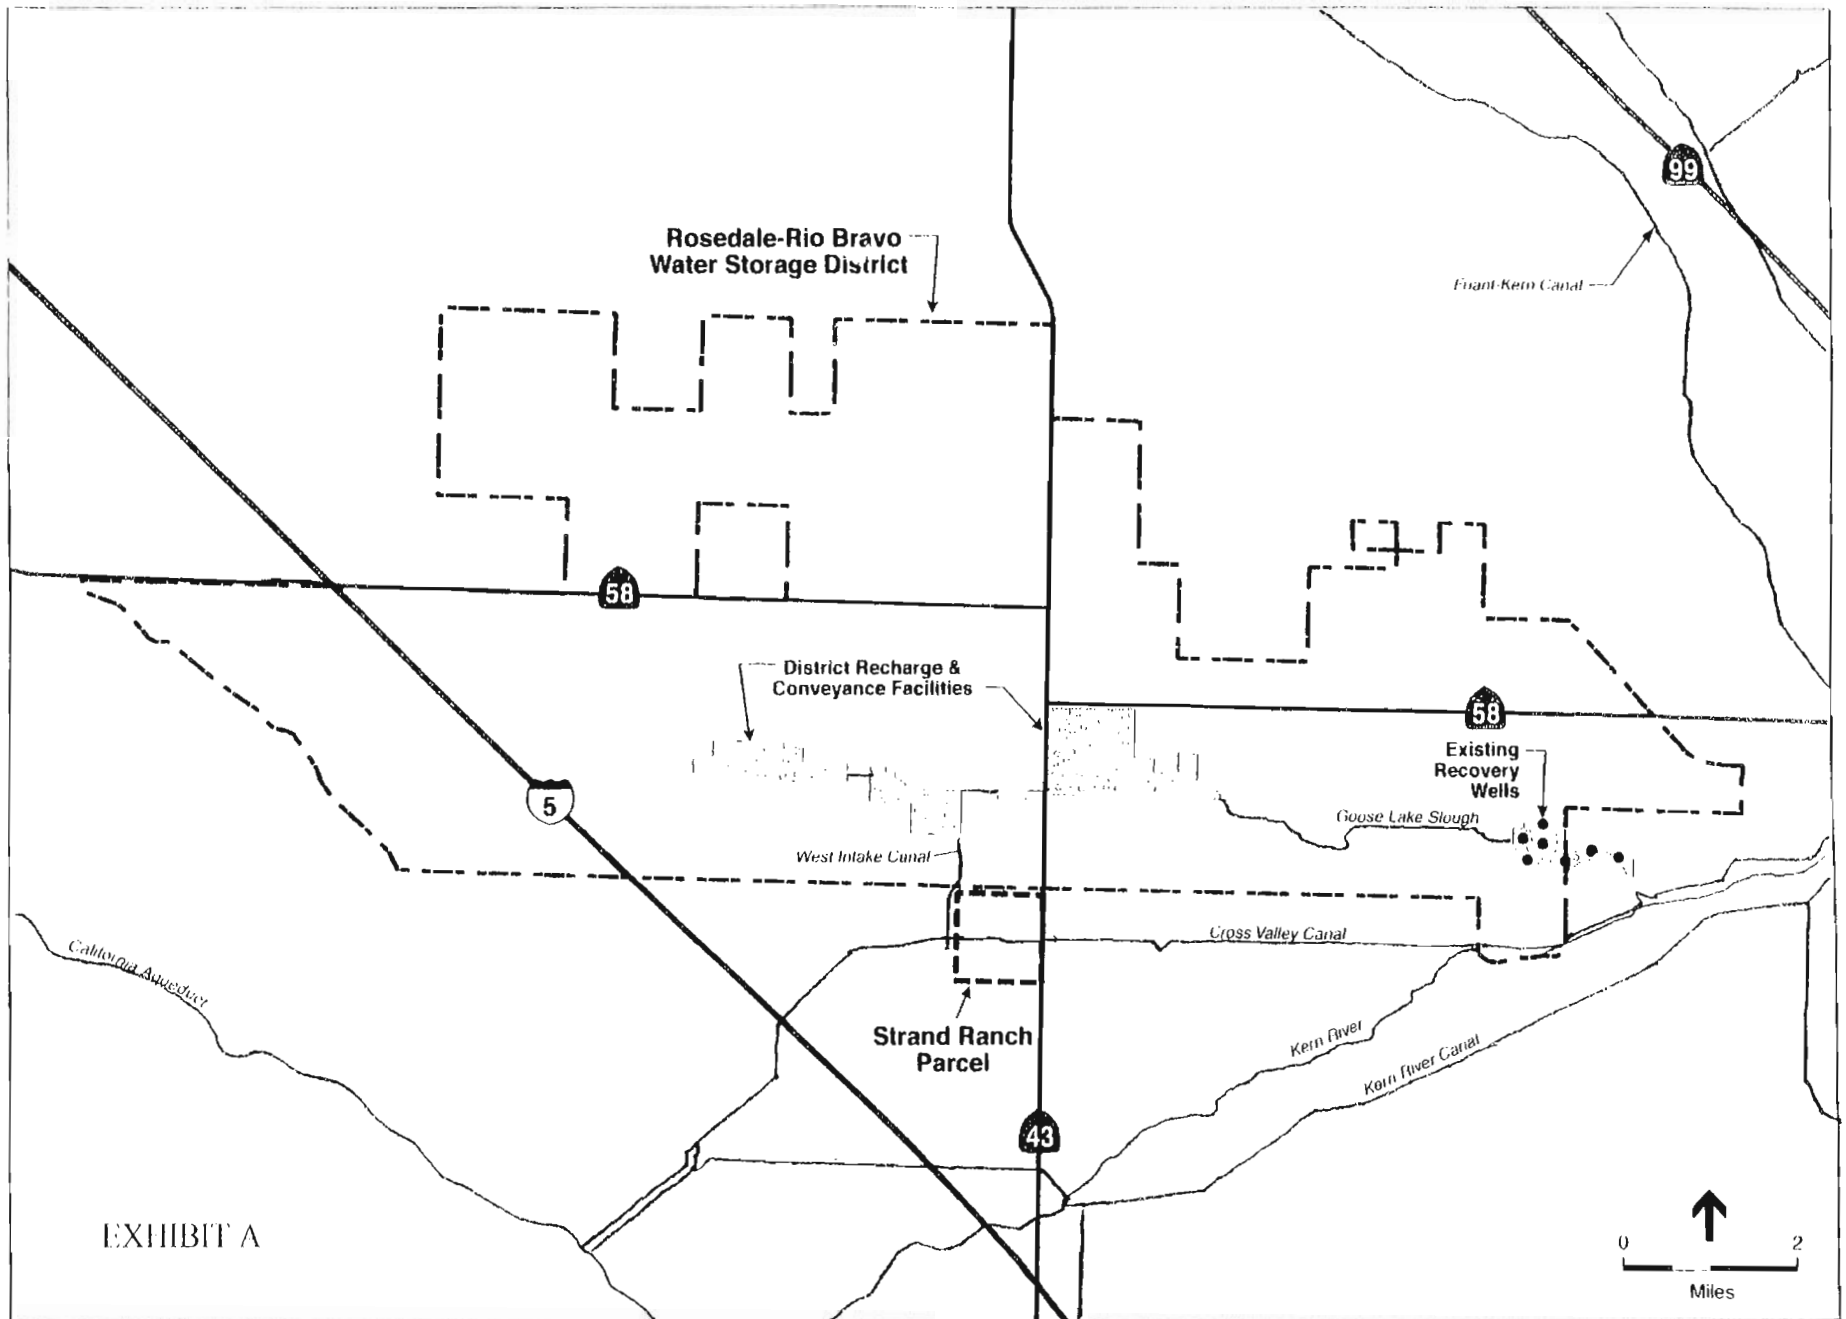 99
Rosedale-Rio Bravo
Water Storage District
Friant-Kern Canal
58
District Recharge &
Conveyance Facilities
58
Existing
Recovery
Wells
5
Goose Lake Slough
West Intake Canal
Cross Valley Canal
California Aqueduct
Strand Ranch
Parcel
Kern River
Kern River Canal
43
EXHIBIT A
0 2
Miles